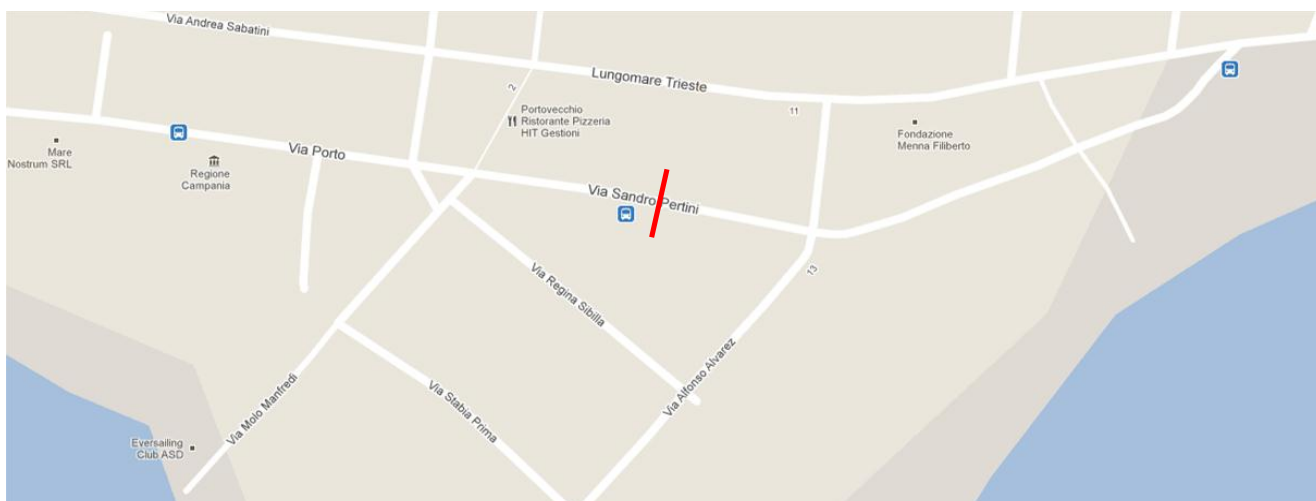 Via Andrea Sabatini
Lungomare Trieste
2
Portovecchio
Ristorante Pizzeria
HIT Gestioni
11
Fondazione
Menna Filiberto
Mare
Nostrum SRL
Regione
Campania
Via Porto
Via Sandro Pertini
13
Via Regina Sibilla
Via Alfonso Alvarez
Via Molo Manfredi
Via Stabia Prima
Eversailing
Club ASD